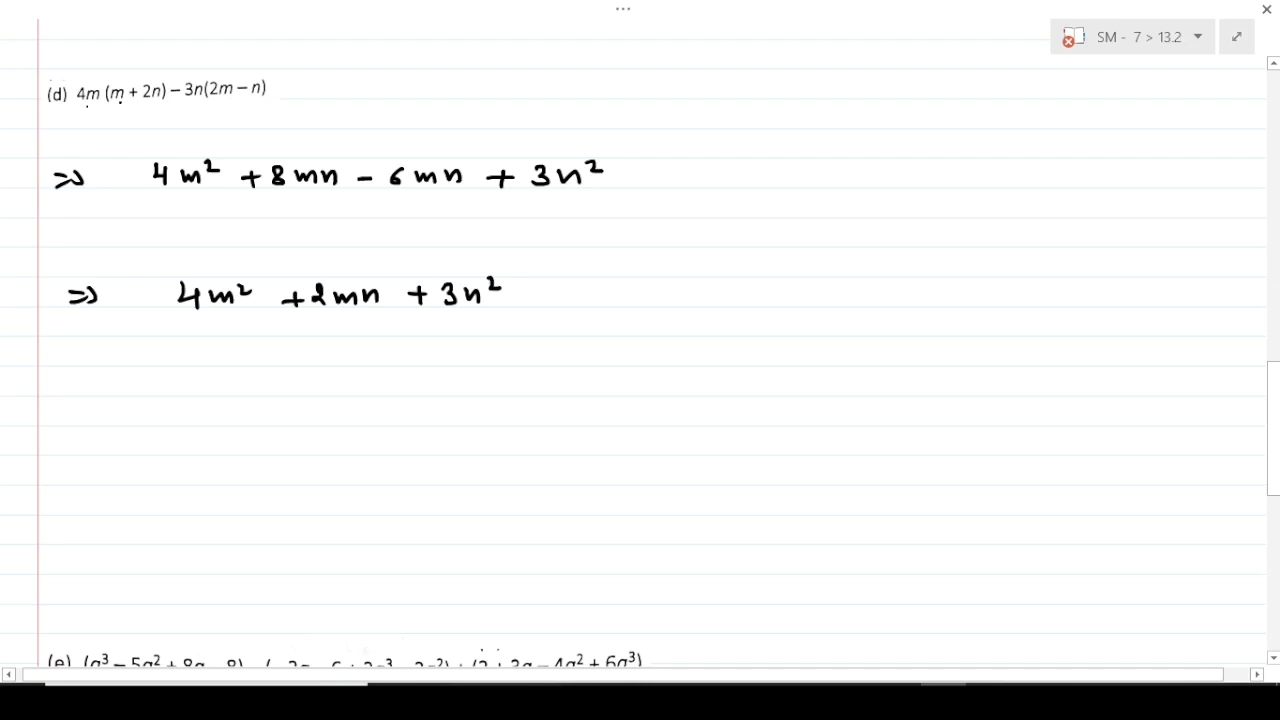 SM - 7 > 13.2
(d) 4m (m + 2n) – 3n(2m – n)
⇒ 4m² + 8mn - 6mn + 3n²
⇒ 4m² + 2mn + 3n²
(e)